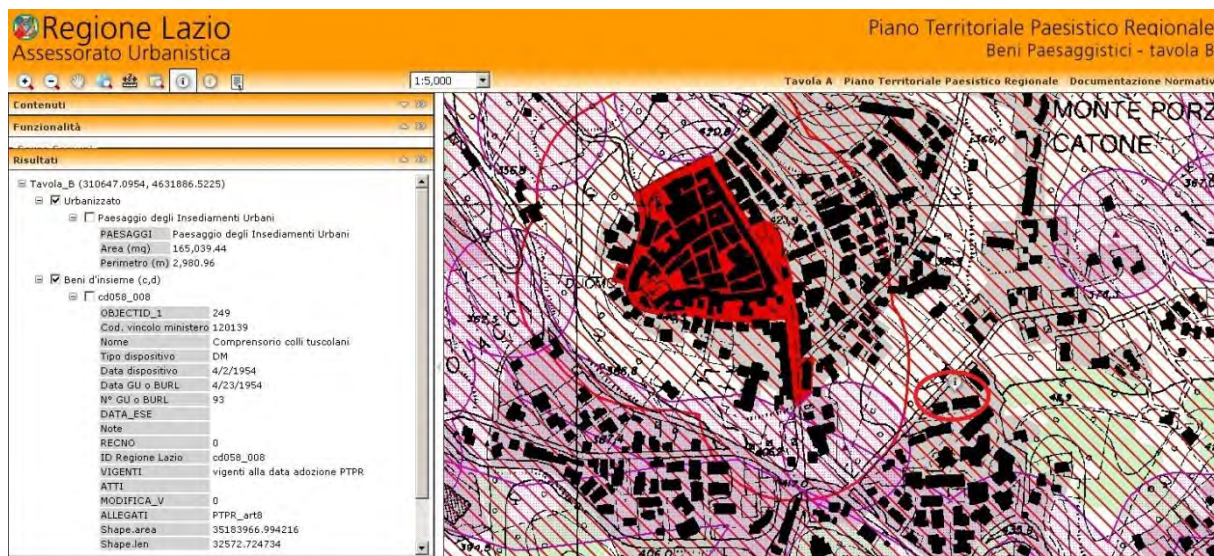 Regione Lazio
Assessorato Urbanistica
Piano Territoriale Paesistico Regionale
Beni Paesaggistici - tavola B
1:5,000
Tavola A Piano Territoriale Paesistico Regionale Documentazione Normativ
Contenuti
Funzionalità
Risultati
Tavola_B (310647.0954, 4631886.5225)
Urbanizzato
Paesaggio degli Insediamenti Urbani
PAESAGGI Paesaggio degli Insediamenti Urbani
Area (mq) 165,039.44
Perimetro (m) 2,980.96
Beni d'insieme (c,d)
cd058_008
OBJECTID_1 249
Cod. vincolo ministero 120139
Nome Comprensorio colli tuscolani
Tipo dispositivo DM
Data dispositivo 4/2/1954
Data GU o BURL 4/23/1954
N° GU o BURL 93
DATA_ESE
Note
RECNO 0
ID Regione Lazio cd058_008
VIGENTI vigenti alla data adozione PTPR
ATTI
MODIFICA_V 0
ALLEGATI PTPR_art8
Shape.area 35183966.994216
Shape.len 32572.724734
MONTE PORZ
CATONE
DUOMO